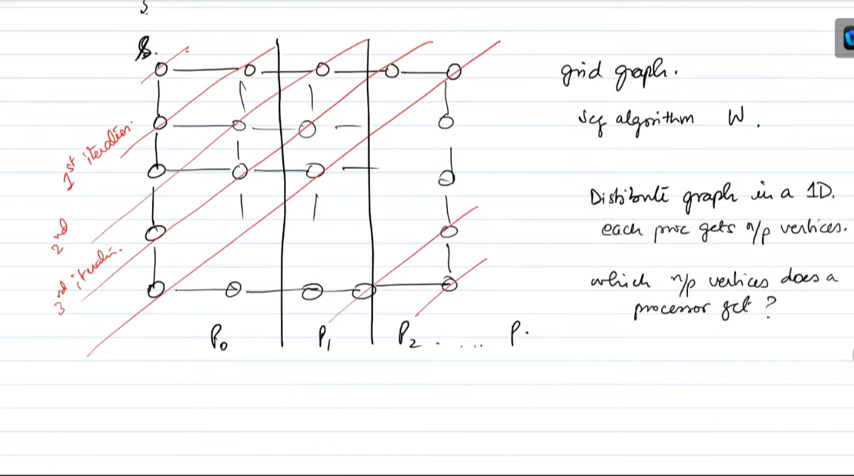 s
S.
grid graph.
seq algorithm W.
1st iteration.
Distribute graph in a 1D.
each proc gets n/p vertices.
2nd
3rd iteration.
which n/p vertices does a
processor get?
P0 P1 P2 . . . . . P.